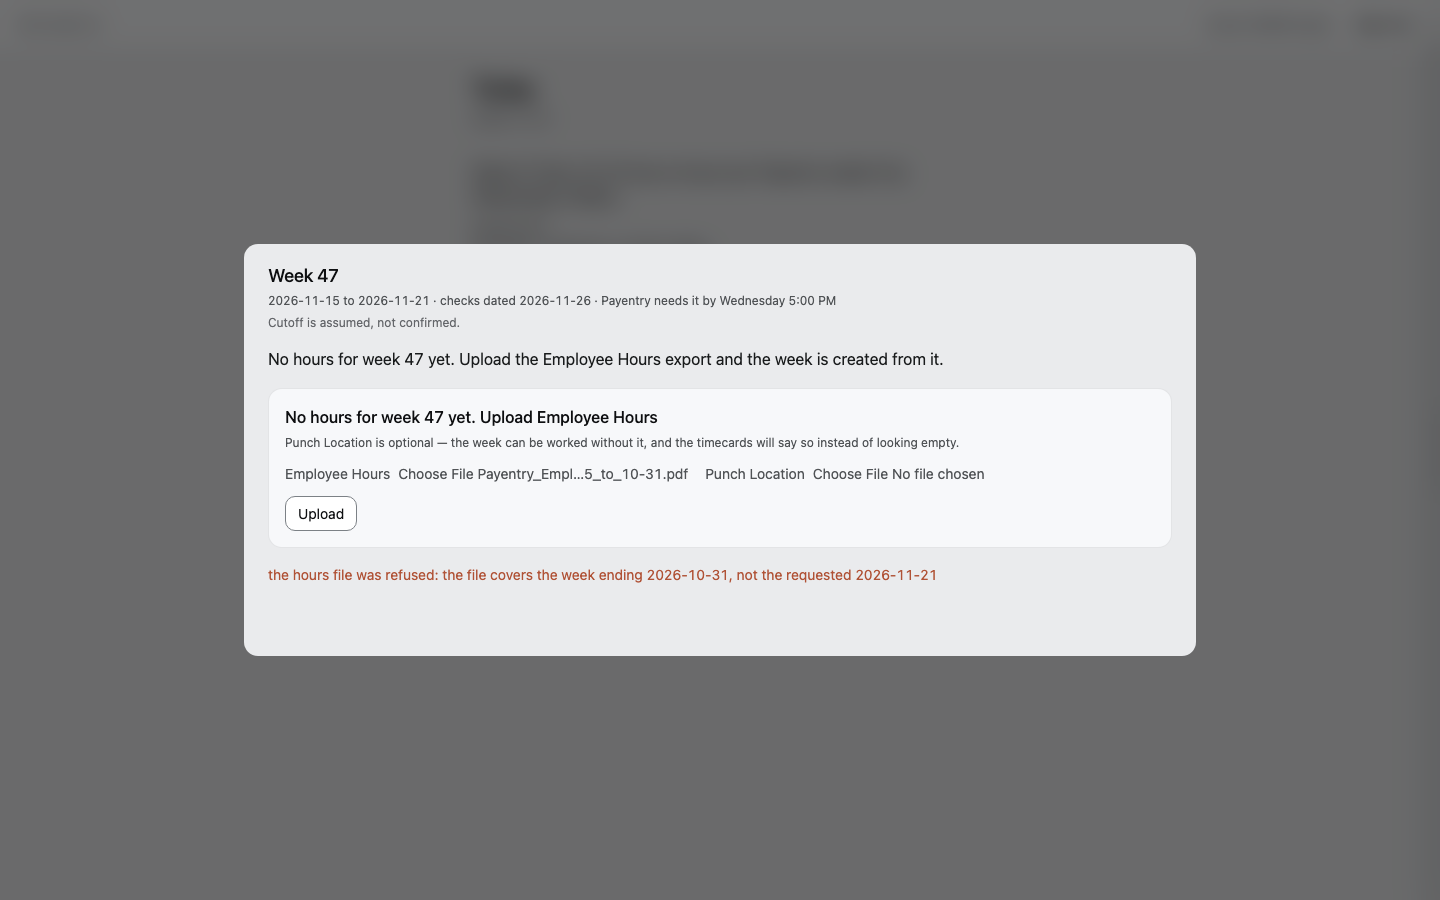 Week 47
2026-11-15 to 2026-11-21 · checks dated 2026-11-26 · Payentry needs it by Wednesday 5:00 PM
Cutoff is assumed, not confirmed.
No hours for week 47 yet. Upload the Employee Hours export and the week is created from it.
No hours for week 47 yet. Upload Employee Hours
Punch Location is optional — the week can be worked without it, and the timecards will say so instead of looking empty.
Employee Hours Choose File Payentry_Empl...5_to_10-31.pdf Punch Location Choose File No file chosen
Upload
the hours file was refused: the file covers the week ending 2026-10-31, not the requested 2026-11-21